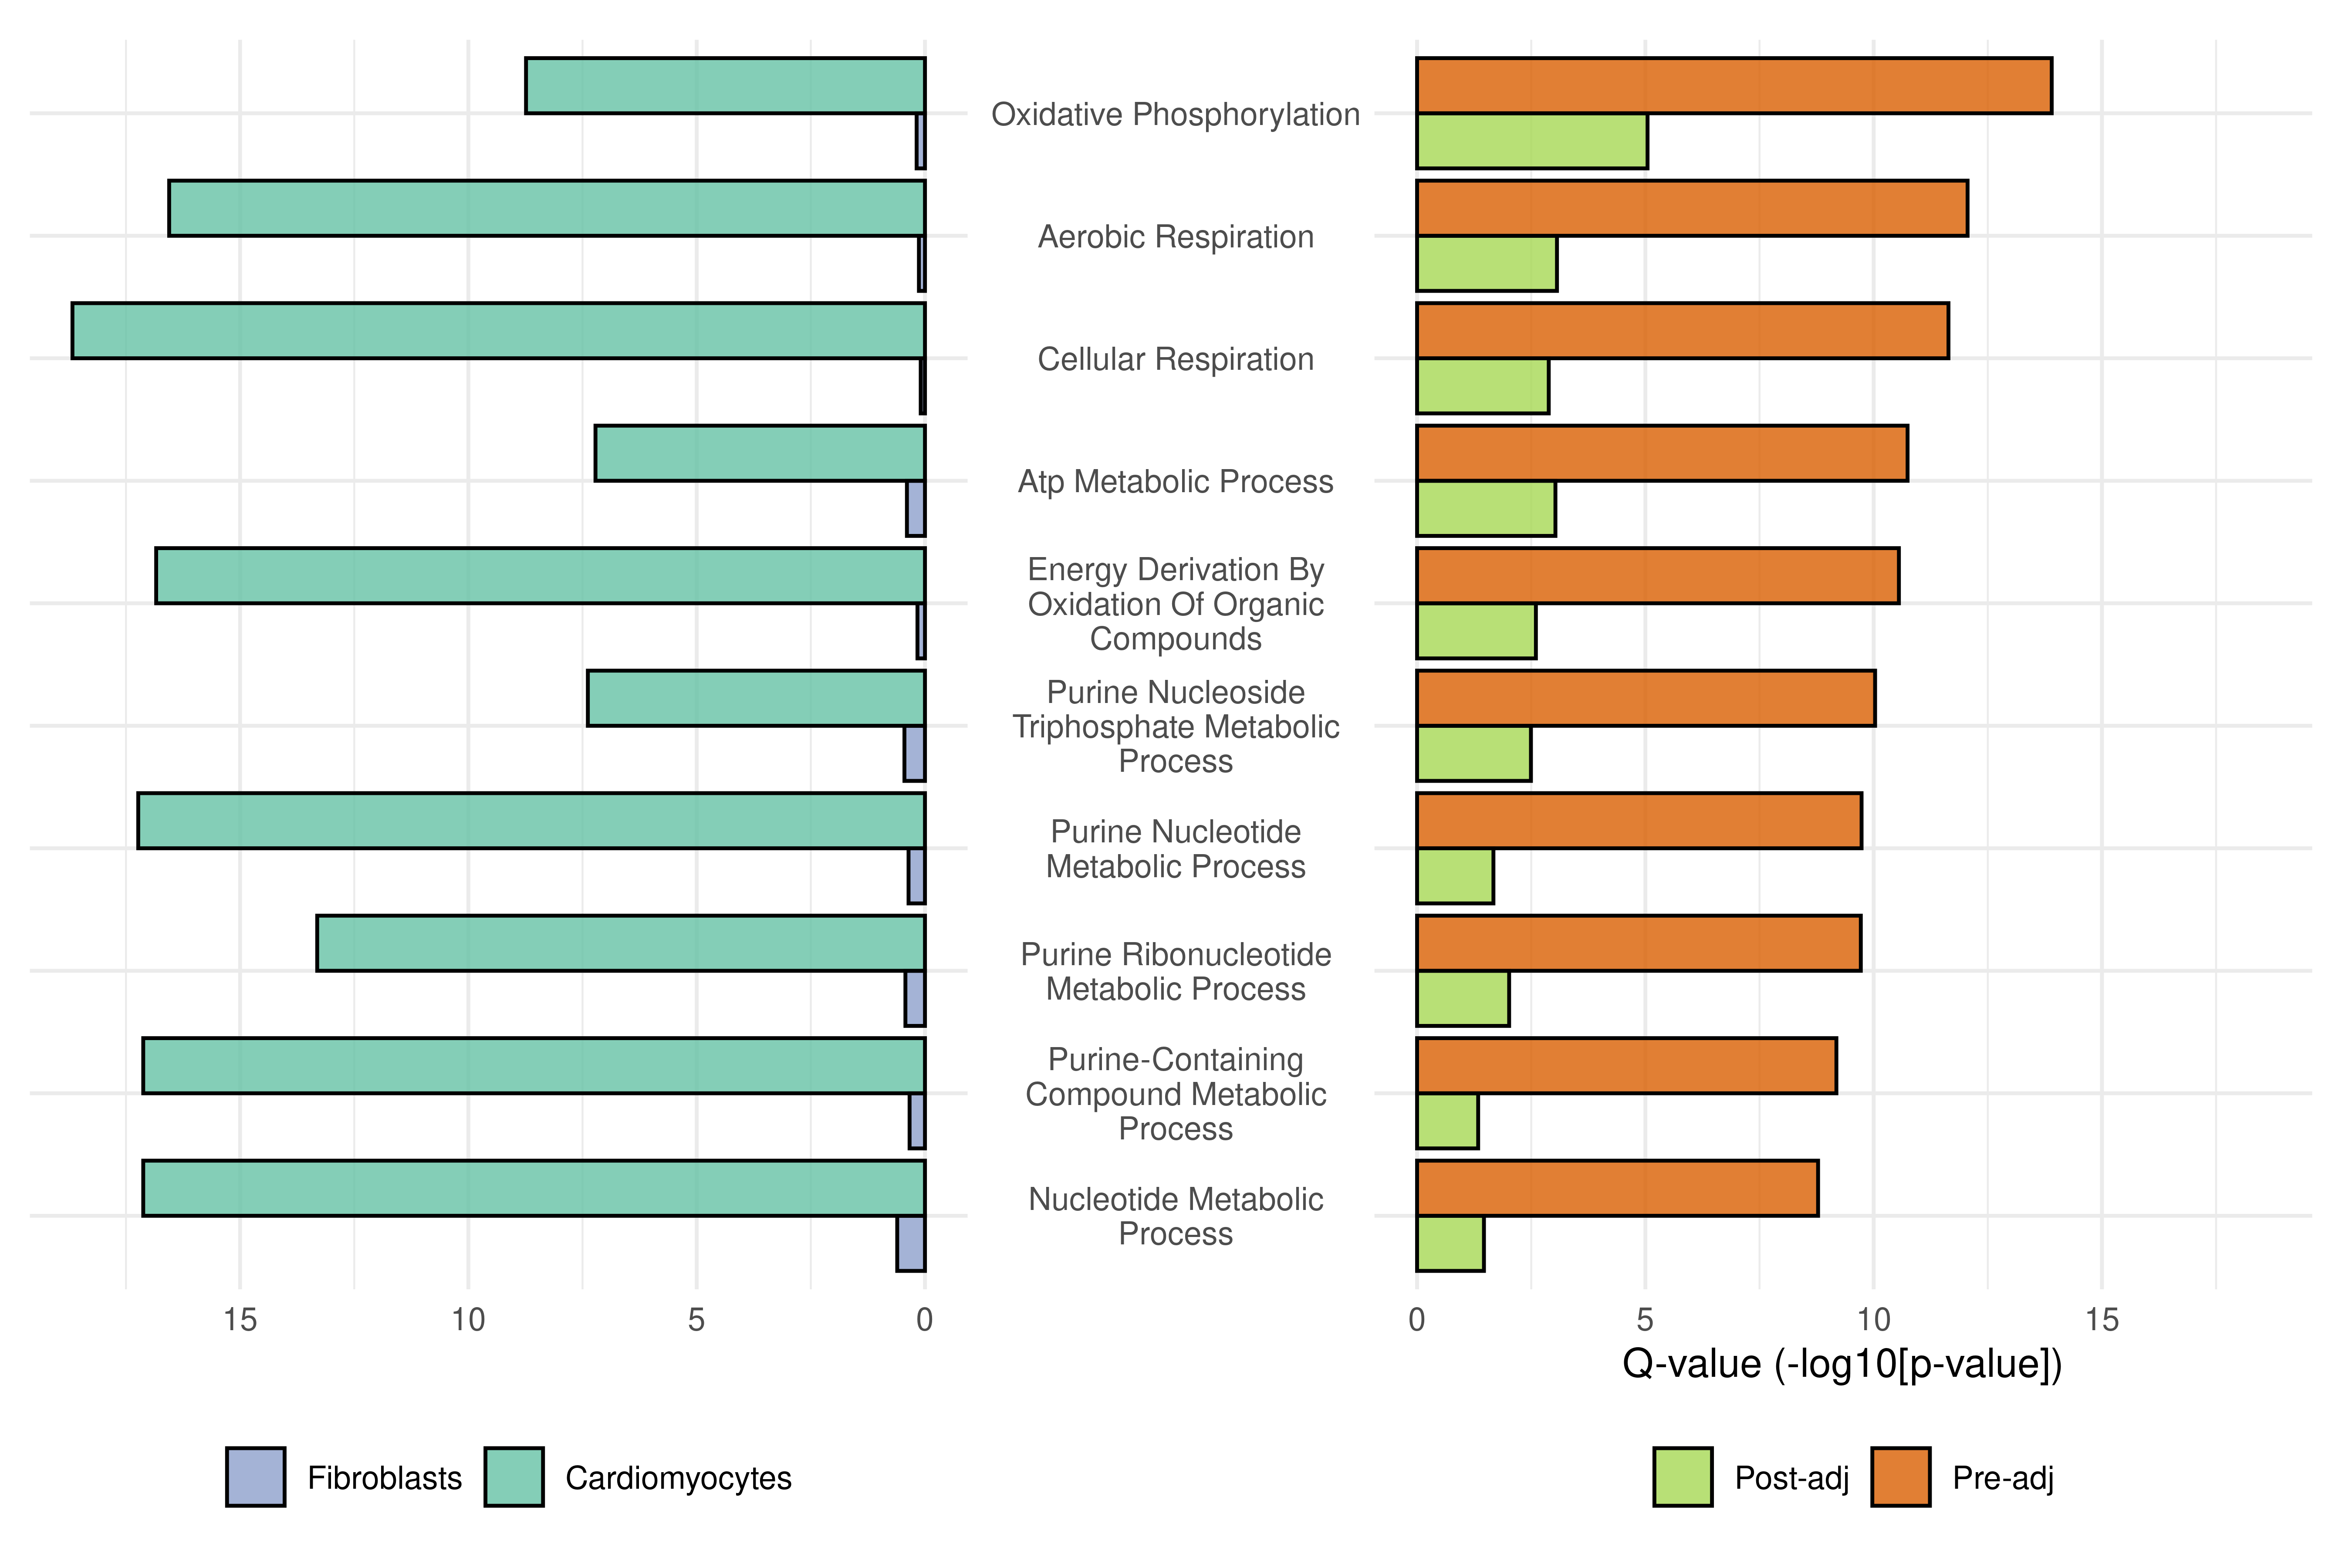 Oxidative Phosphorylation
Aerobic Respiration
Cellular Respiration
Atp Metabolic Process
Energy Derivation By
Oxidation Of Organic
Compounds
Purine Nucleoside
Triphosphate Metabolic
Process
Purine Nucleotide
Metabolic Process
Purine Ribonucleotide
Metabolic Process
Purine-Containing
Compound Metabolic
Process
Nucleotide Metabolic
Process
15 10 5 0
0 5 10 15
Q-value (-log10[p-value])
Fibroblasts Cardiomyocytes
Post-adj Pre-adj